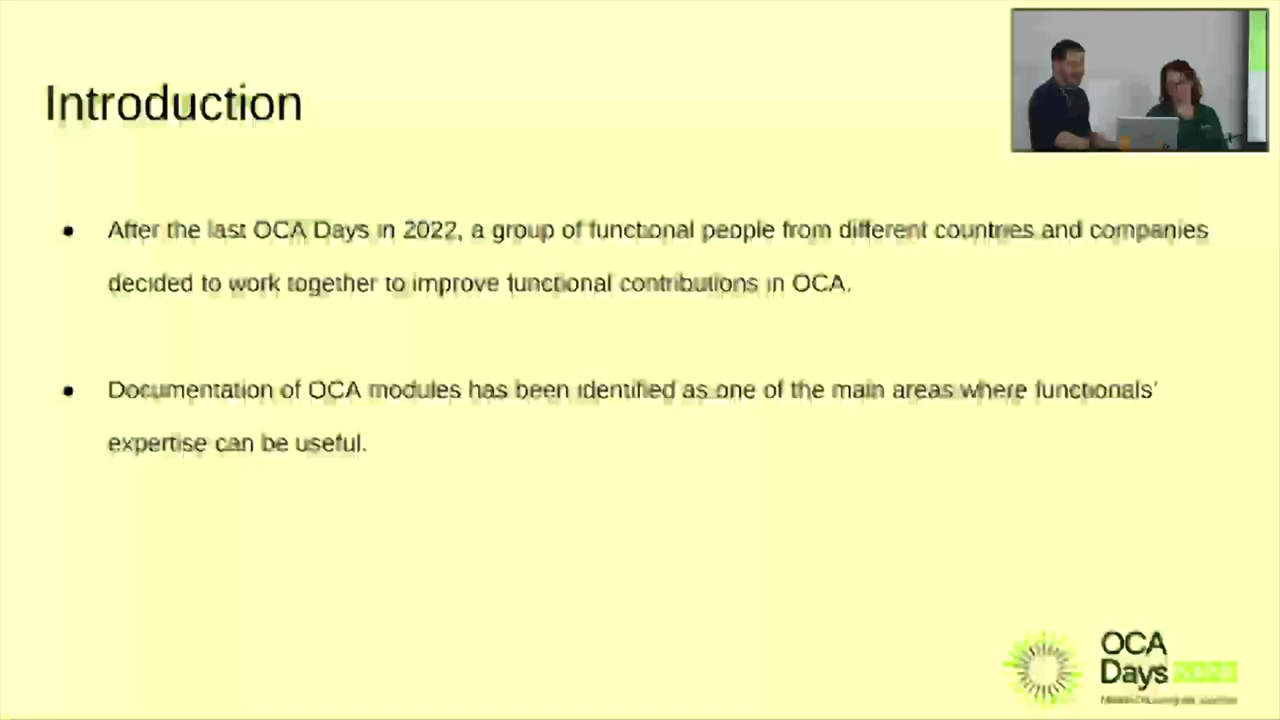 Introduction
• After the last OCA Days in 2022, a group of functional people from different countries and companies
decided to work together to improve functional contributions in OCA.
• Documentation of OCA modules has been identified as one of the main areas where functionals'
expertise can be useful.
OCA
Days